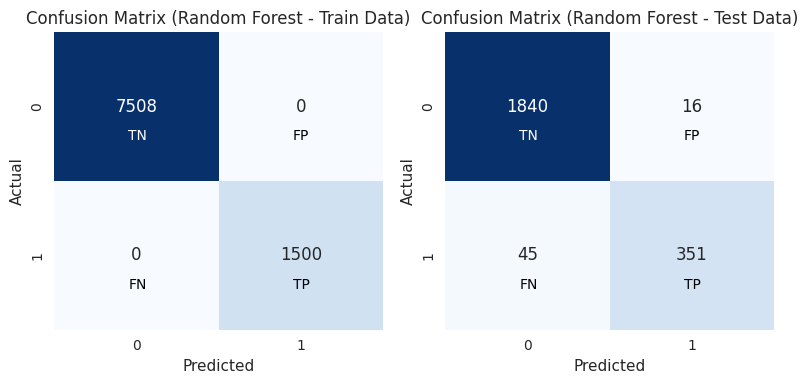 Confusion Matrix (Random Forest - Train Data)
7508
TN
0
FP
0
FN
1500
TP
0
1
Actual
0
1
Predicted
Confusion Matrix (Random Forest - Test Data)
1840
TN
16
FP
45
FN
351
TP
0
1
Actual
0
1
Predicted